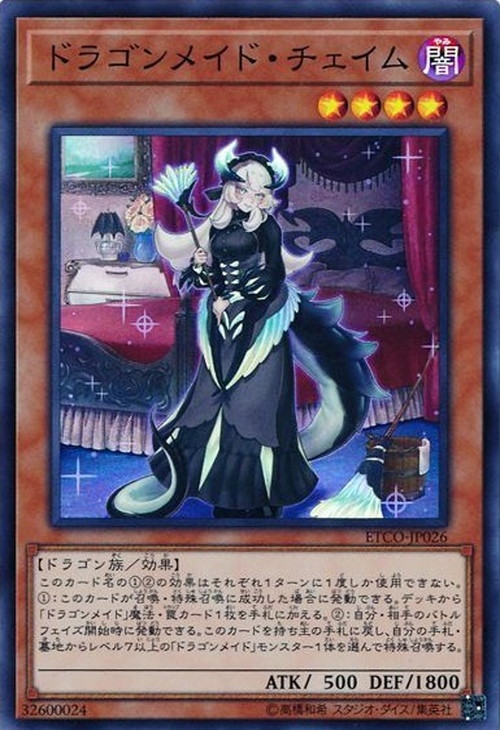 ドラゴンメイド・チェイム
闇
ETCO-JP026
【ドラゴン族/効果】
このカード名の①②の効果はそれぞれ1ターンに1度しか使用できない。
①:このカードが召喚・特殊召喚に成功した場合に発動できる。デッキから
「ドラゴンメイド」魔法・罠カード1枚を手札に加える。②:自分・相手のバトル
フェイズ開始時に発動できる。このカードを持ち主の手札に戻し、自分の手札・
墓地からレベル7以上の「ドラゴンメイド」モンスター1体を選んで特殊召喚する。
ATK/ 500 DEF/1800
32600024
©高橋和希 スタジオ・ダイス/集英社